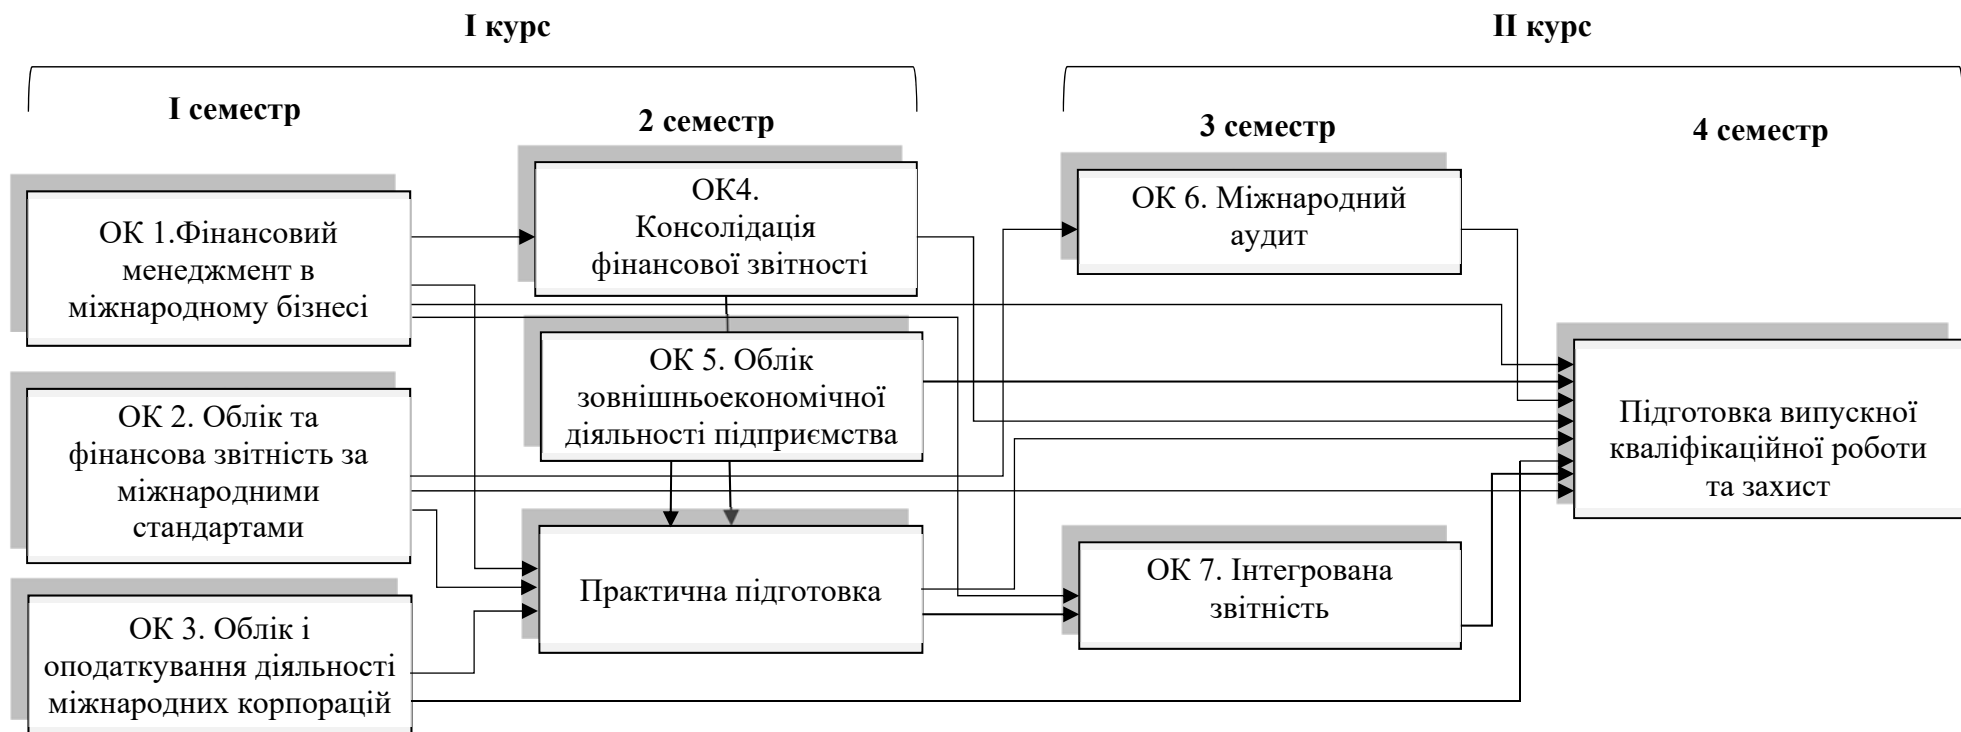 І курс
ІІ курс
І семестр
2 семестр
3 семестр
4 семестр
ОК 1.Фінансовий
менеджмент в
міжнародному бізнесі
ОК 2. Облік та
фінансова звітність за
міжнародними
стандартами
ОК 3. Облік і
оподаткування діяльності
міжнародних корпорацій
ОК4.
Консолідація
фінансової звітності
ОК 5. Облік
зовнішньоекономічної
діяльності підприємства
Практична підготовка
ОК 6. Міжнародний
аудит
ОК 7. Інтегрована
звітність
Підготовка випускної
кваліфікаційної роботи
та захист